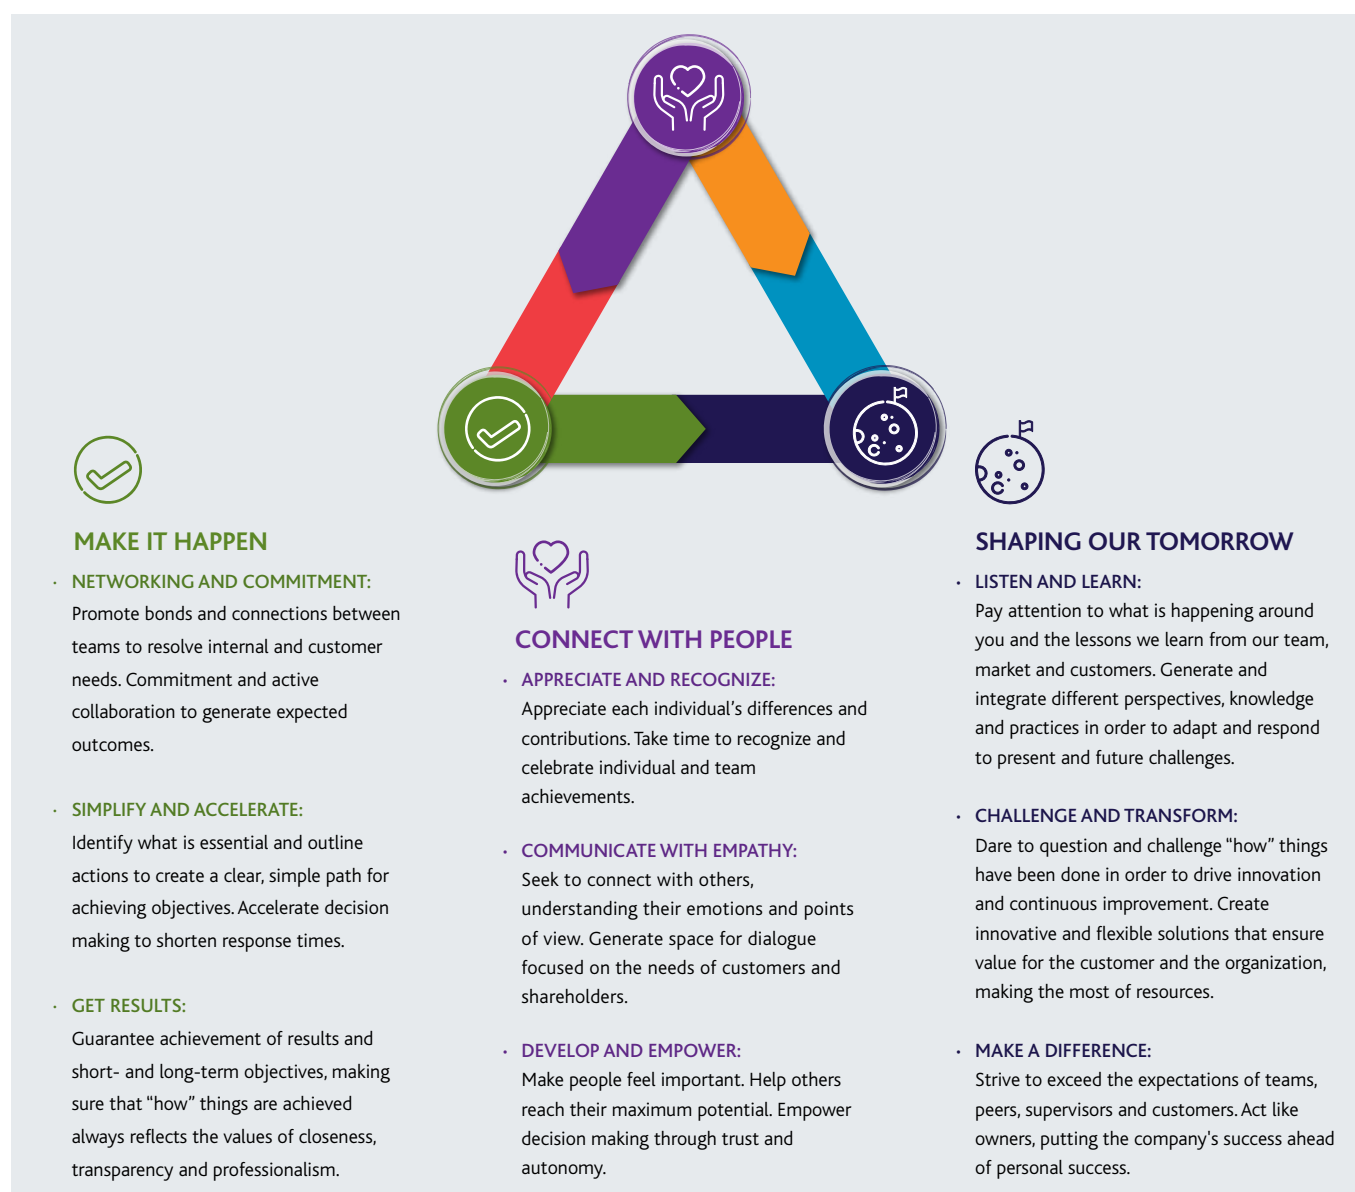 MAKE IT HAPPEN
· NETWORKING AND COMMITMENT:
Promote bonds and connections between
teams to resolve internal and customer
needs. Commitment and active
collaboration to generate expected
outcomes.
· SIMPLIFY AND ACCELERATE:
Identify what is essential and outline
actions to create a clear, simple path for
achieving objectives. Accelerate decision
making to shorten response times.
· GET RESULTS:
Guarantee achievement of results and
short- and long-term objectives, making
sure that “how” things are achieved
always reflects the values of closeness,
transparency and professionalism.
CONNECT WITH PEOPLE
· APPRECIATE AND RECOGNIZE:
Appreciate each individual’s differences and
contributions. Take time to recognize and
celebrate individual and team
achievements.
· COMMUNICATE WITH EMPATHY:
Seek to connect with others,
understanding their emotions and points
of view. Generate space for dialogue
focused on the needs of customers and
shareholders.
· DEVELOP AND EMPOWER:
Make people feel important. Help others
reach their maximum potential. Empower
decision making through trust and
autonomy.
SHAPING OUR TOMORROW
· LISTEN AND LEARN:
Pay attention to what is happening around
you and the lessons we learn from our team,
market and customers. Generate and
integrate different perspectives, knowledge
and practices in order to adapt and respond
to present and future challenges.
· CHALLENGE AND TRANSFORM:
Dare to question and challenge “how” things
have been done in order to drive innovation
and continuous improvement. Create
innovative and flexible solutions that ensure
value for the customer and the organization,
making the most of resources.
· MAKE A DIFFERENCE:
Strive to exceed the expectations of teams,
peers, supervisors and customers. Act like
owners, putting the company's success ahead
of personal success.